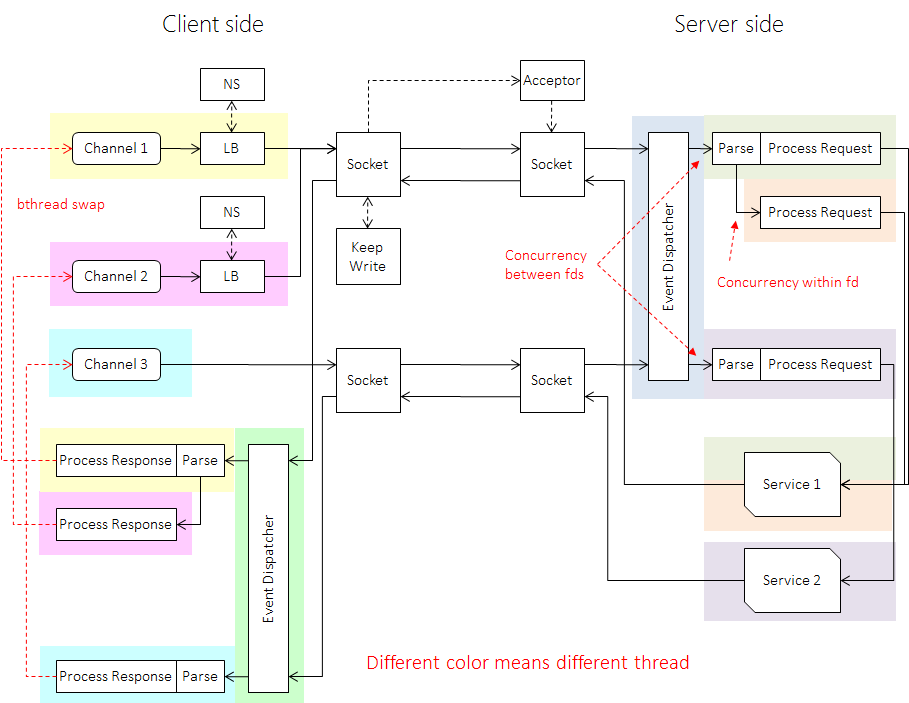 Client side
Server side
NS
Acceptor
Channel 1
LB
Socket
Socket
Parse
Process Request
bthread swap
NS
Process Request
Keep
Write
Event Dispatcher
Concurrency
between fds
Concurrency within fd
Channel 2
LB
Channel 3
Socket
Socket
Parse
Process Request
Process Response
Parse
Service 1
Process Response
Event Dispatcher
Service 2
Process Response
Parse
Different color means different thread